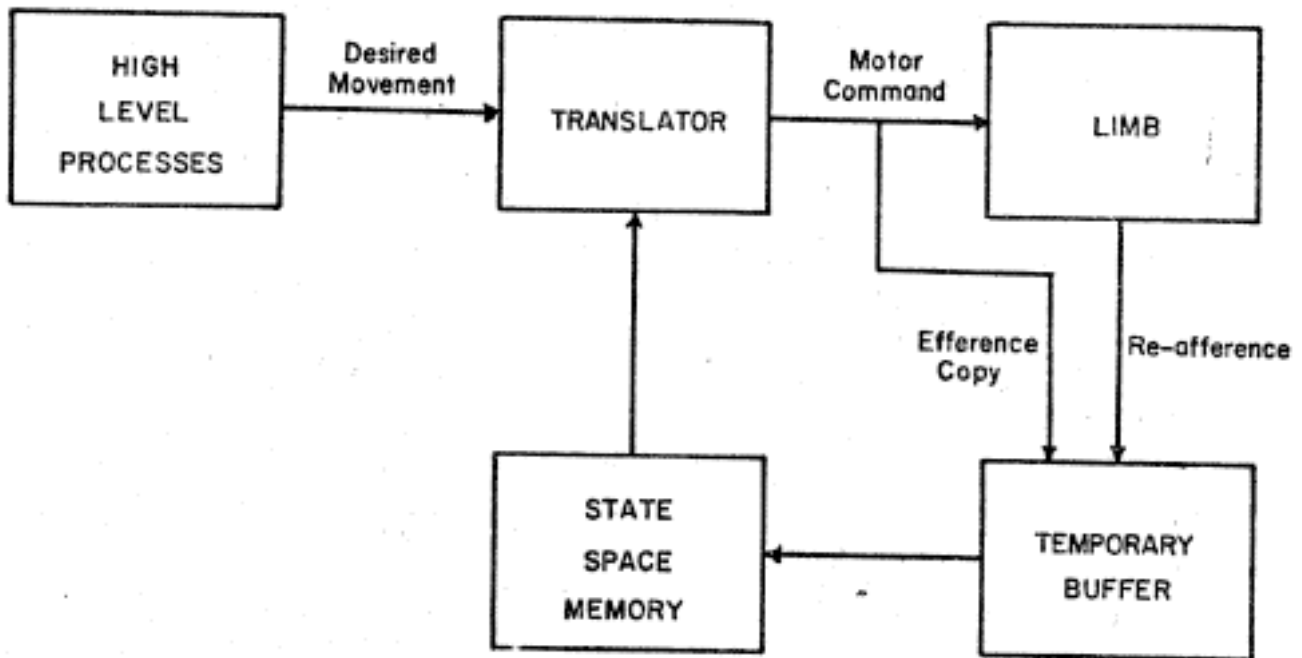 HIGH
LEVEL
PROCESSES
Desired
Movement
TRANSLATOR
Motor
Command
LIMB
Efference
Copy
Re-afference
STATE
SPACE
MEMORY
TEMPORARY
BUFFER